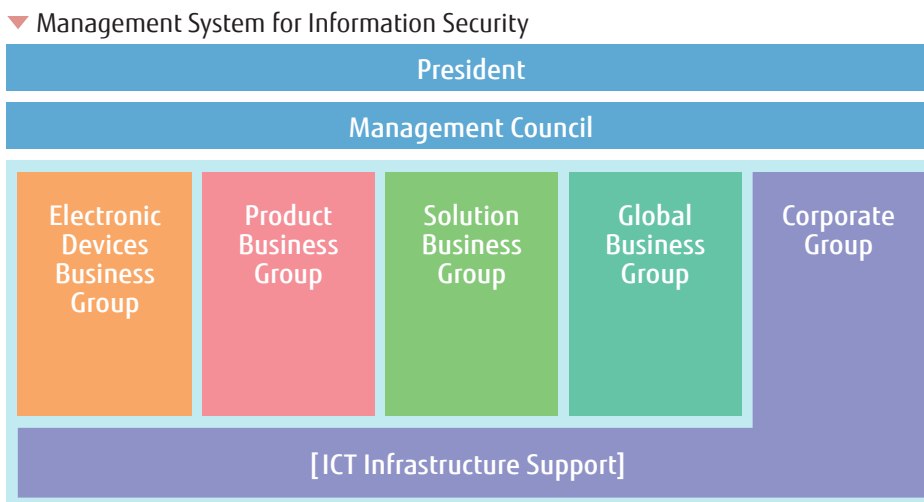 Management System for Information Security
President
Management Council
Electronic
Devices
Business
Group
Product
Business
Group
Solution
Business
Group
Global
Business
Group
Corporate
Group
[ICT Infrastructure Support]